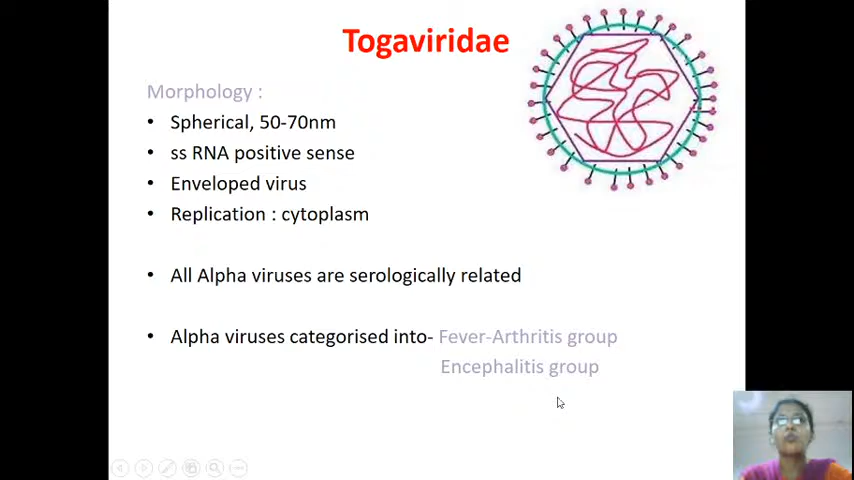 Togaviridae
Morphology :
• Spherical, 50-70nm
• ss RNA positive sense
• Enveloped virus
• Replication : cytoplasm
• All Alpha viruses are serologically related
• Alpha viruses categorised into- Fever-Arthritis group
Encephalitis group